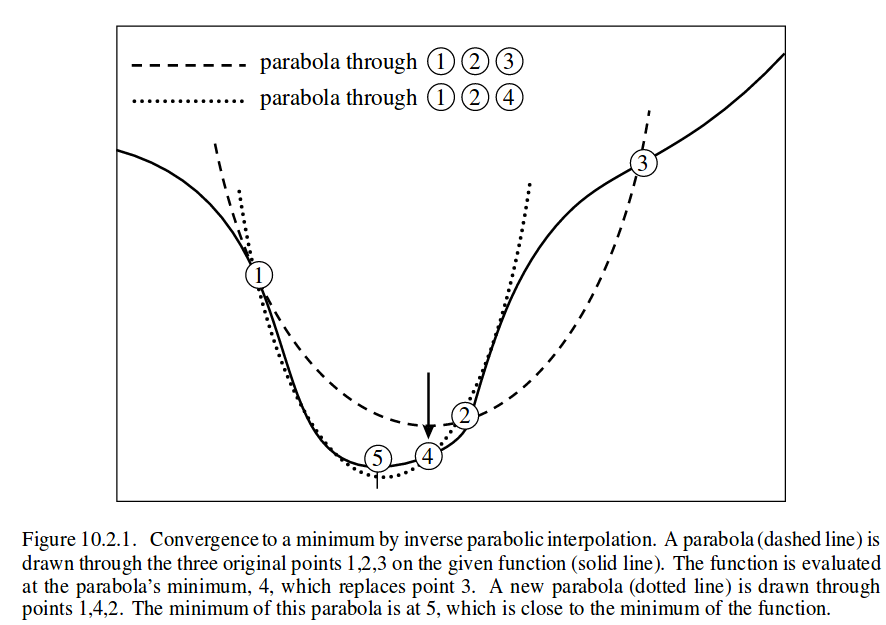 parabola through ① ② ③
parabola through ① ② ④
③
①
②
⑤ ④
Figure 10.2.1. Convergence to a minimum by inverse parabolic interpolation. A parabola (dashed line) is
drawn through the three original points 1,2,3 on the given function (solid line). The function is evaluated
at the parabola's minimum, 4, which replaces point 3. A new parabola (dotted line) is drawn through
points 1,4,2. The minimum of this parabola is at 5, which is close to the minimum of the function.